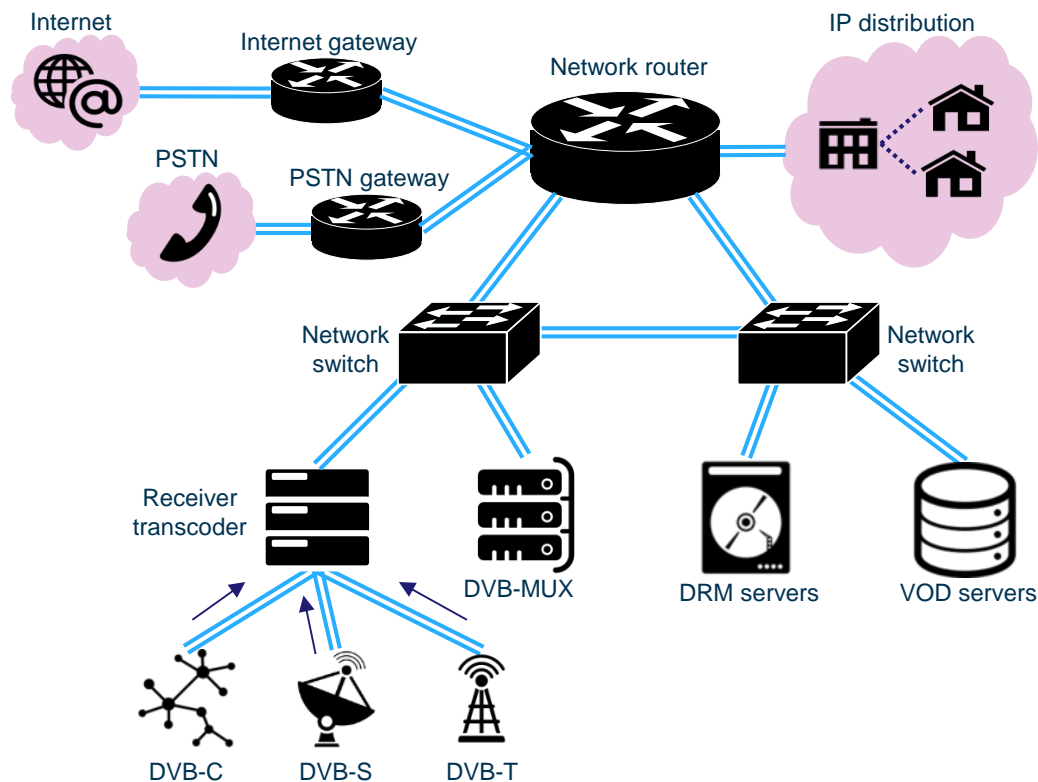 Internet
Internet gateway
Network router
IP distribution
@
PSTN
PSTN gateway
Network
switch
Network
switch
Receiver
transcoder
DVB-MUX
DRM servers
VOD servers
DVB-C
DVB-S
DVB-T